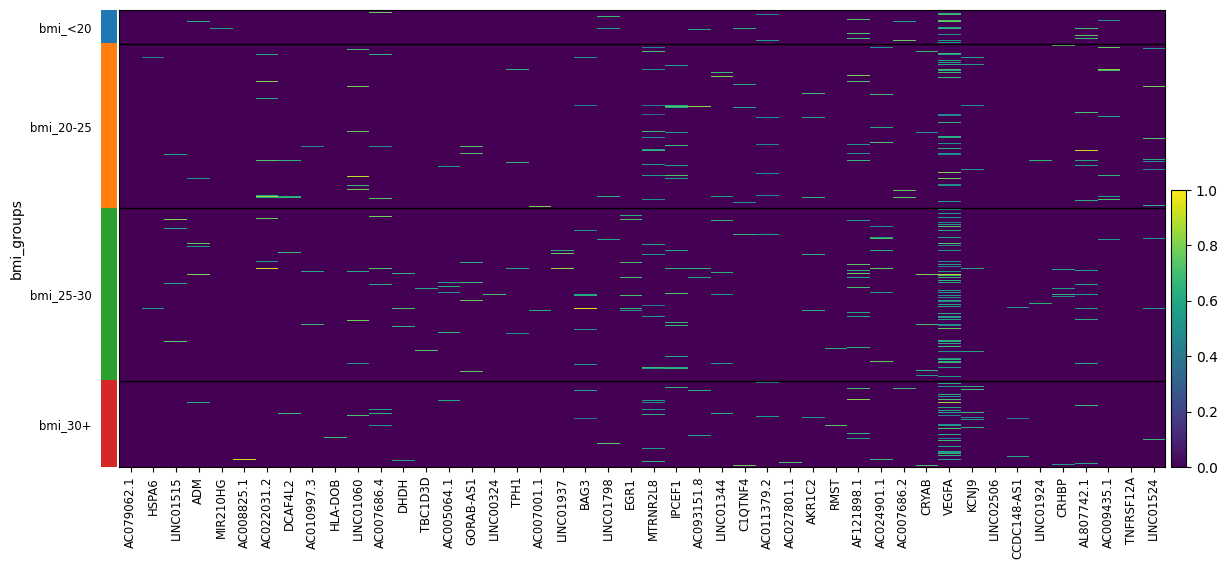 bmi_<20
bmi_20-25
bmi_25-30
bmi_30+
bmi_groups
1.0
0.8
0.6
0.4
0.2
0.0
AC079062.1
HSPA6
LINC01515
ADM
MIR210HG
AC008825.1
AC022031.2
DCAF4L2
AC010997.3
HLA-DOB
LINC01060
AC007686.4
DHDH
TBC1D3D
AC005064.1
GORAB-AS1
LINC00324
TPH1
AC007001.1
LINC01937
BAG3
LINC01798
EGR1
MTRNR2L8
IPCEF1
AC093151.8
LINC01344
C1QTNF4
AC011379.2
AC027801.1
AKR1C2
RMST
AF121898.1
AC024901.1
AC007686.2
CRYAB
VEGFA
KCNJ9
LINC02506
CCDC148-AS1
LINC01924
CRHBP
AL807742.1
AC009435.1
TNFRSF12A
LINC01524